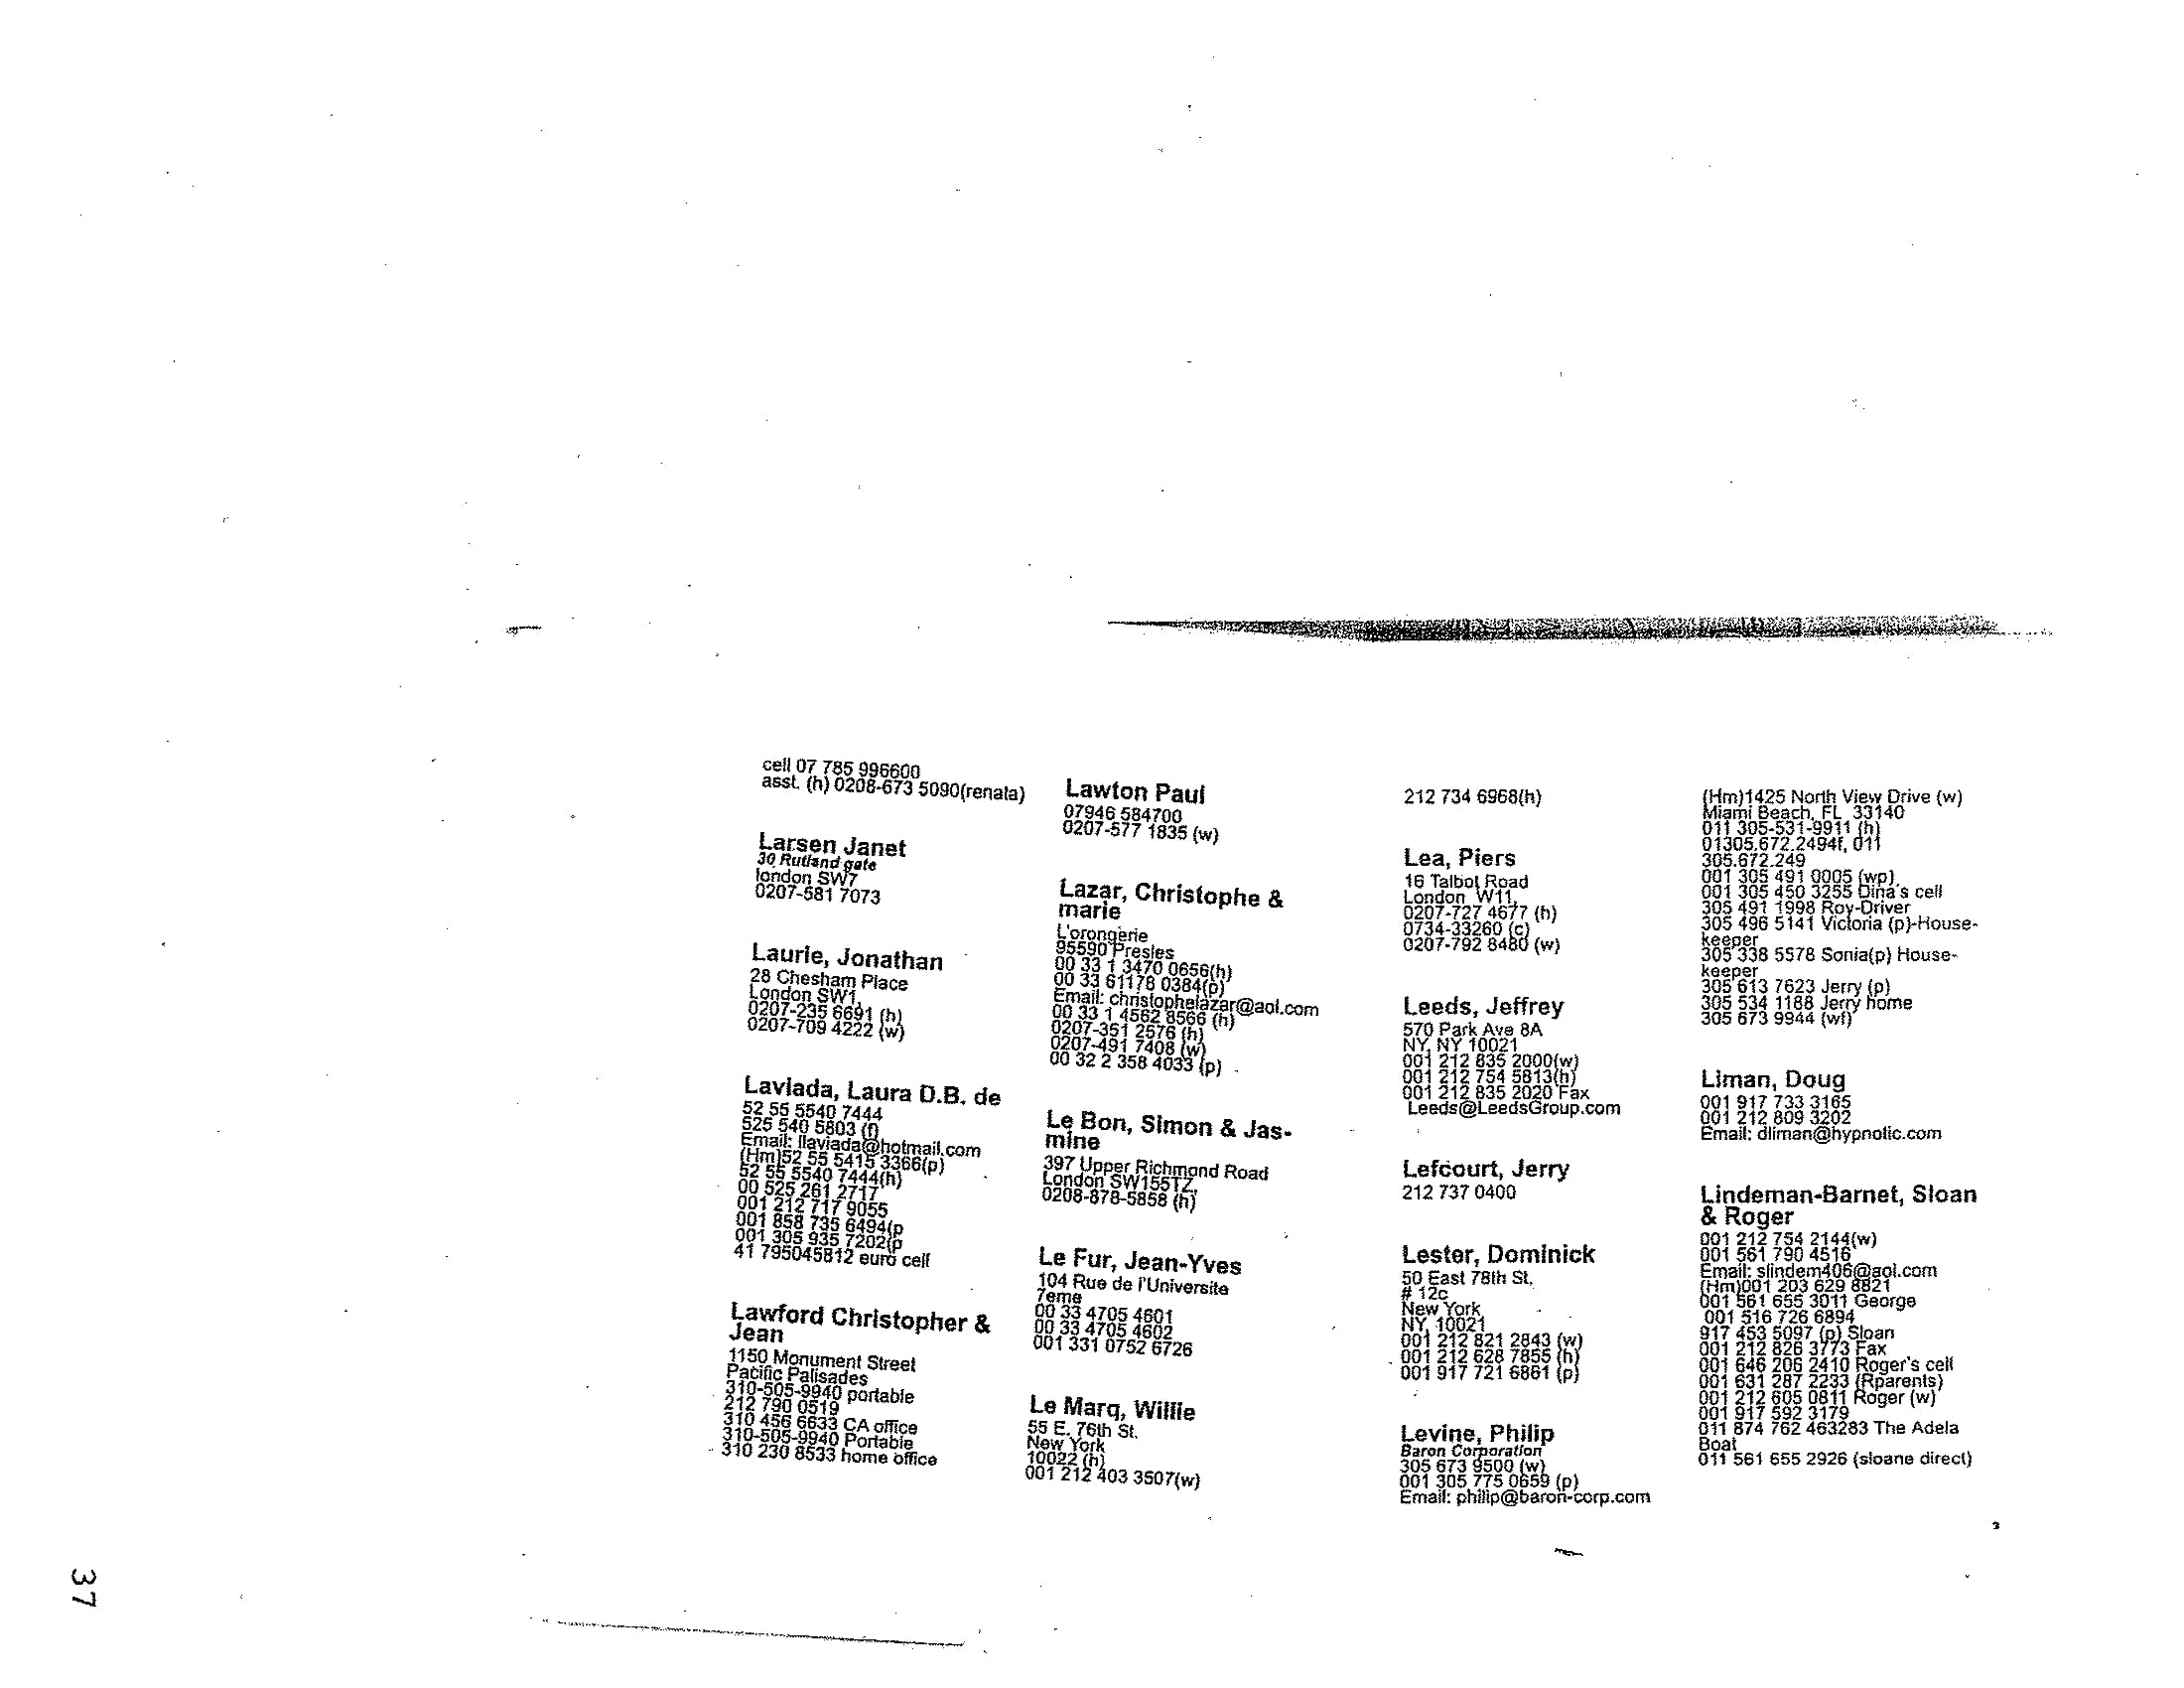 cell 07 785 996600
asst. (h) 0208-673 5090(renata)
Larsen Janet
30 Rutland gate
london SW7
0207-581 7073
Laurie, Jonathan
28 Chesham Place
London SW1,
0207-235 6691 (h)
0207-709 4222 (w)
Laviada, Laura D.B. de
52 55 5540 7444
525 540 5803 (f)
Email: llaviada@hotmail.com
(Hm)52 55 5415 3366(p)
52 55 5540 7444(h)
00 525 261 2717
001 212 717 9055
001 858 735 6494(p
001 305 935 7202(p
41 795045812 euro cell
Lawford Christopher &
Jean
1150 Monument Street
Pacific Palisades
310-505-9940 portable
212 790 0519
310 456 6633 CA office
310-505-9940 Portable
310 230 8533 home office
Lawton Paul
07946 584700
0207-577 1835 (w)
Lazar, Christophe &
marie
L'orongerie
95590 Presles
00 33 1 3470 0656(h)
00 33 61178 0384(p)
Email: christophelazar@aol.com
00 33 1 4562 8566 (h)
0207-351 2576 (h)
0207-491 7408 (w)
00 32 2 358 4033 (p)
Le Bon, Simon & Jas-
mine
397 Upper Richmond Road
London SW155TZ,
0208-878-5858 (h)
Le Fur, Jean-Yves
104 Rue de l'Universite
7eme
00 33 4705 4601
00 33 4705 4602
001 331 0752 6726
Le Marq, Willie
55 E. 76th St.
New York
10022 (h)
001 212 403 3507(w)
212 734 6968(h)
Lea, Piers
16 Talbot Road
London W11,
0207-727 4677 (h)
0734-33260 (c)
0207-792 8480 (w)
Leeds, Jeffrey
570 Park Ave 8A
NY, NY 10021
001 212 835 2000(w)
001 212 754 5813(h)
001 212 835 2020 Fax
Leeds@LeedsGroup.com
Lefcourt, Jerry
212 737 0400
Lester, Dominick
50 East 78th St.
# 12c
New York
NY, 10021
001 212 821 2843 (w)
001 212 628 7855 (h)
001 917 721 6861 (p)
Levine, Philip
Baron Corporation
305 673 9500 (w)
001 305 775 0659 (p)
Email: philip@baron-corp.com
(Hm)1425 North View Drive (w)
Miami Beach, FL 33140
011 305-531-9911 (h)
01305.672.2494f, 011
305.672.249
001 305 491 0005 (wp)
001 305 450 3255 Dina's cell
305 491 1998 Roy-Driver
305 496 5141 Victoria (p)-House-
keeper
305 338 5578 Sonia(p) House-
keeper
305 613 7623 Jerry (p)
305 534 1188 Jerry home
305 673 9944 (wf)
Liman, Doug
001 917 733 3165
001 212 809 3202
Email: dliman@hypnotic.com
Lindeman-Barnet, Sloan
& Roger
001 212 754 2144(w)
001 561 790 4516
Email: slindem406@aol.com
(Hm)001 203 629 8821
001 561 655 3011 George
001 516 726 6894
917 453 5097 (p) Sloan
001 212 826 3773 Fax
001 646 206 2410 Roger's cell
001 631 287 2233 (Rparents)
001 212 605 0811 Roger (w)
001 917 592 3179
011 874 762 463283 The Adela
Boat
011 561 655 2926 (sloane direct)
37